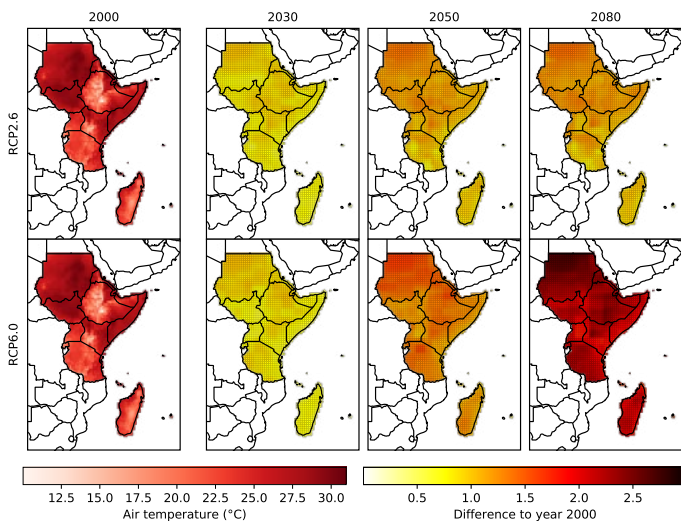 2000 2030 2050 2080
RCP2.6
RCP6.0
12.5 15.0 17.5 20.0 22.5 25.0 27.5 30.0 0.5 1.0 1.5 2.0 2.5
Air temperature (°C) Difference to year 2000